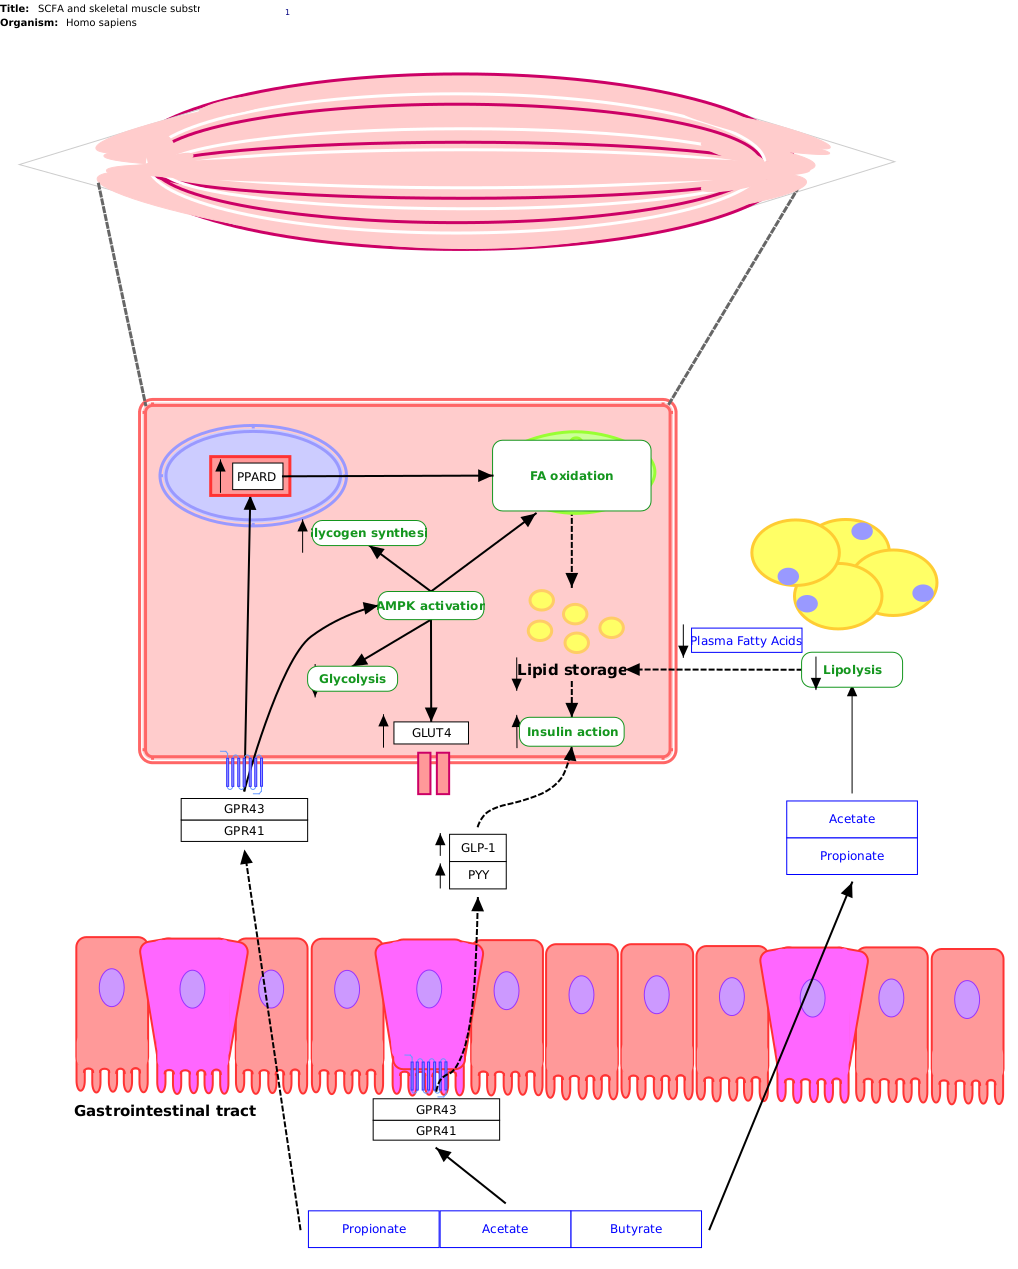 Title: SCFA and skeletal muscle substr
1
Organism: Homo sapiens
PPARD
FA oxidation
lycogen synthesi
AMPK activation
Plasma Fatty Acids
Lipid storage
Lipolysis
Glycolysis
GLUT4
Insulin action
GPR43
GPR41
Acetate
Propionate
GLP-1
PYY
Gastrointestinal tract
GPR43
GPR41
Propionate
Acetate
Butyrate